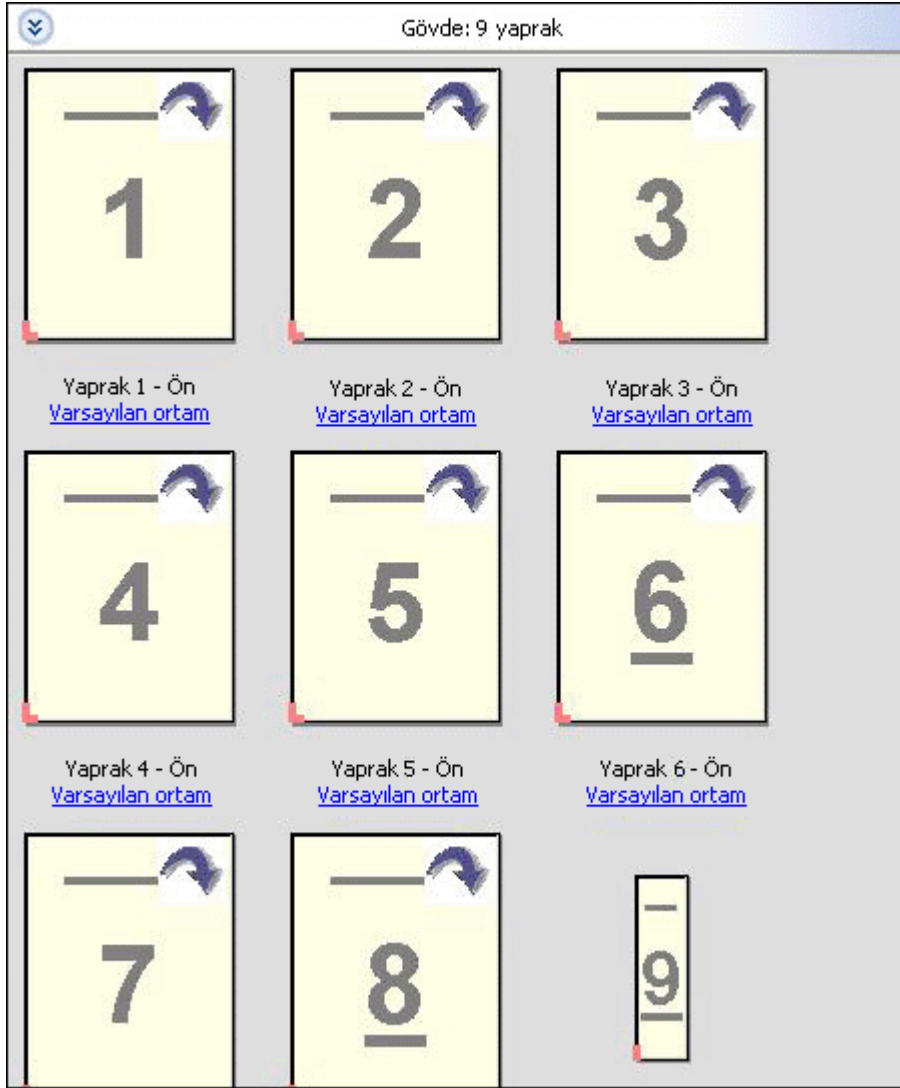 Gövde: 9 yaprak
1
2
3
Yaprak 1 - Ön
Varsayılan ortam
Yaprak 2 - Ön
Varsayılan ortam
Yaprak 3 - Ön
Varsayılan ortam
4
5
6
Yaprak 4 - Ön
Varsayılan ortam
Yaprak 5 - Ön
Varsayılan ortam
Yaprak 6 - Ön
Varsayılan ortam
7
8
9